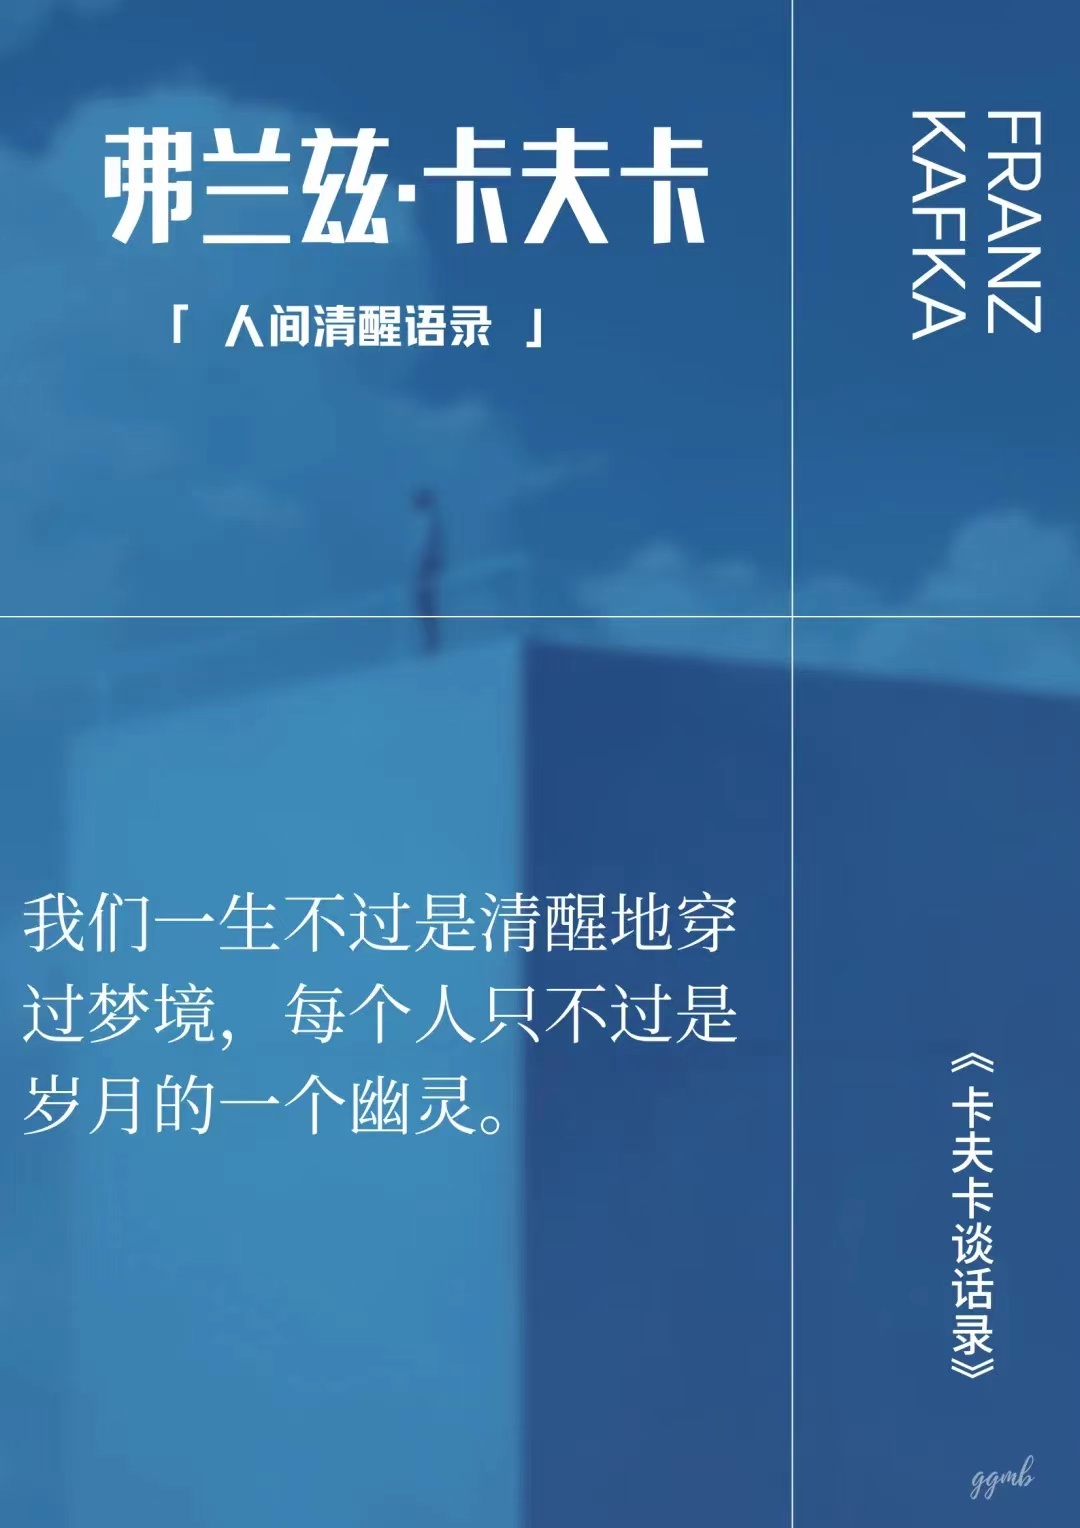 弗兰兹·卡夫卡
「 人间清醒语录 」
FRANZ
KAFKA
我们一生不过是清醒地穿
过梦境，每个人只不过是
岁月的一个幽灵。
《卡夫卡谈话录》
ggmb